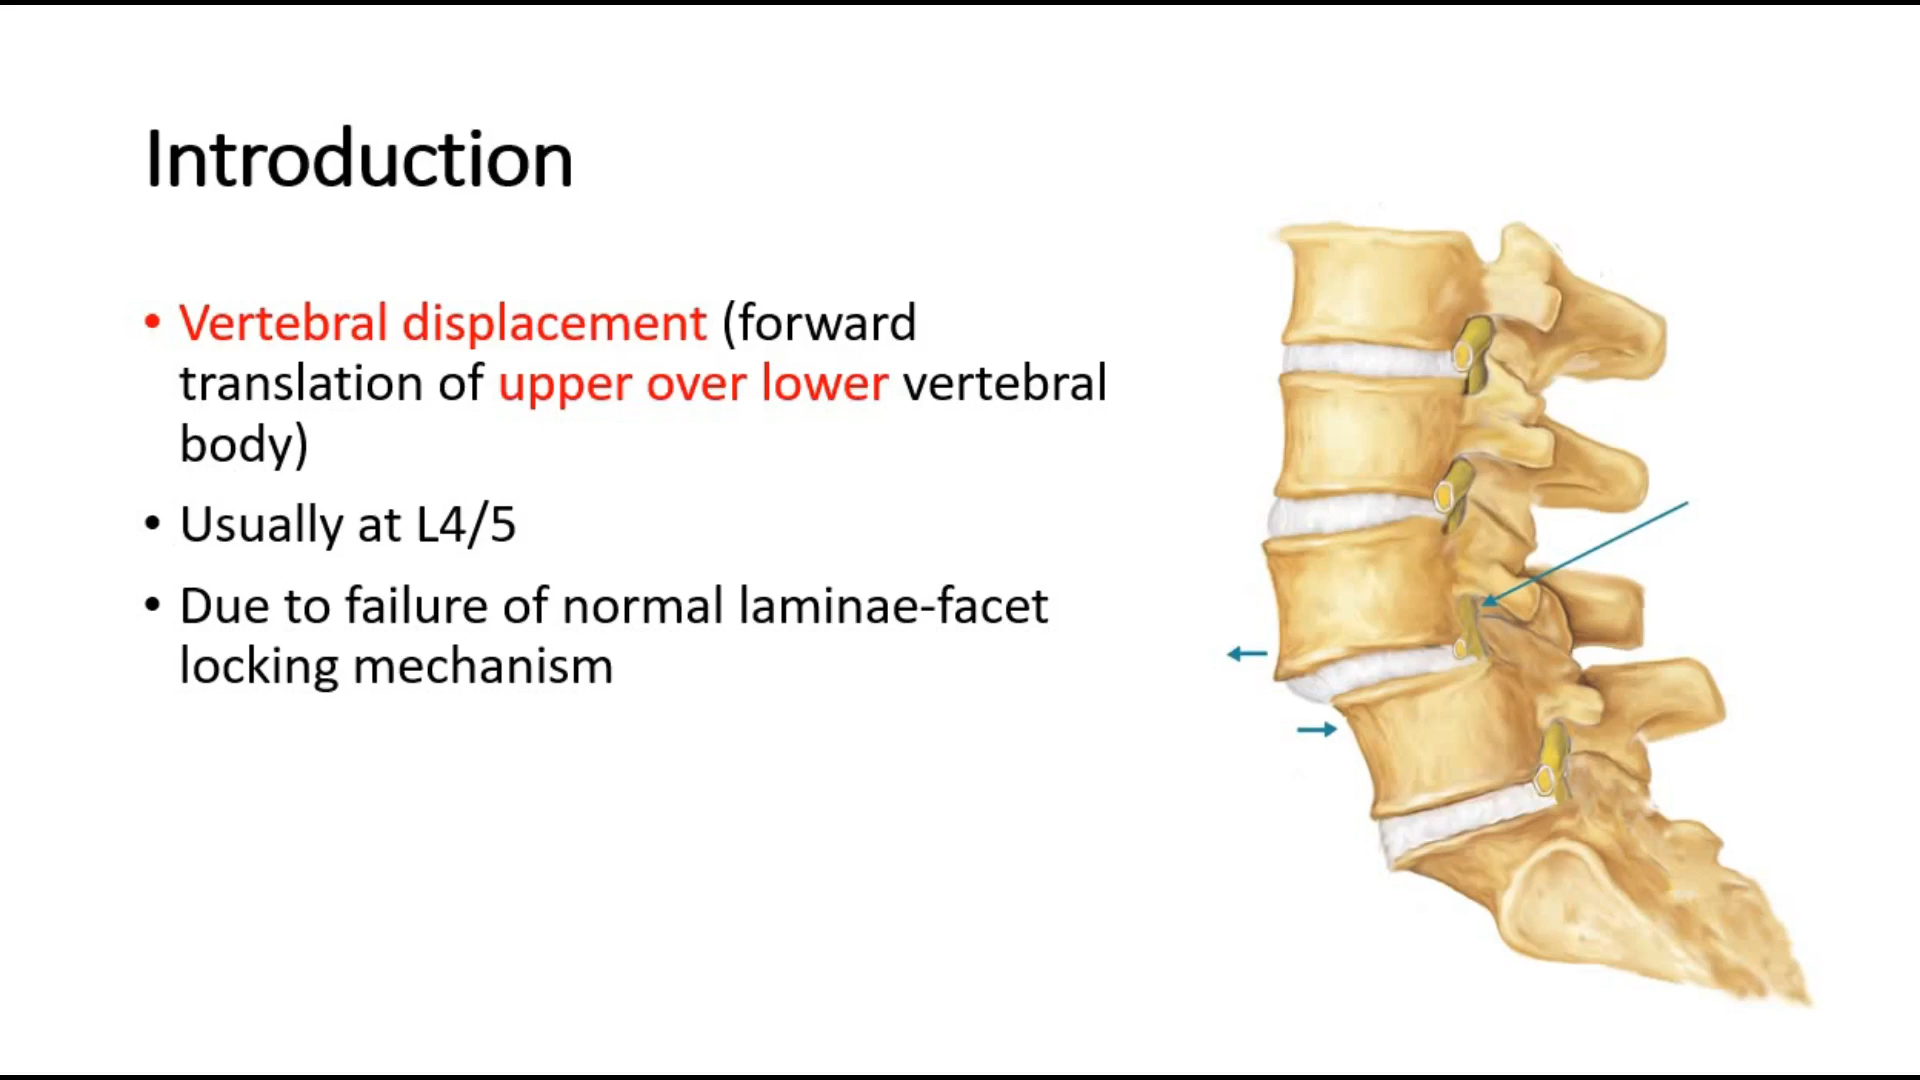 Introduction
• Vertebral displacement (forward
translation of upper over lower vertebral
body)
• Usually at L4/5
• Due to failure of normal laminae-facet
locking mechanism